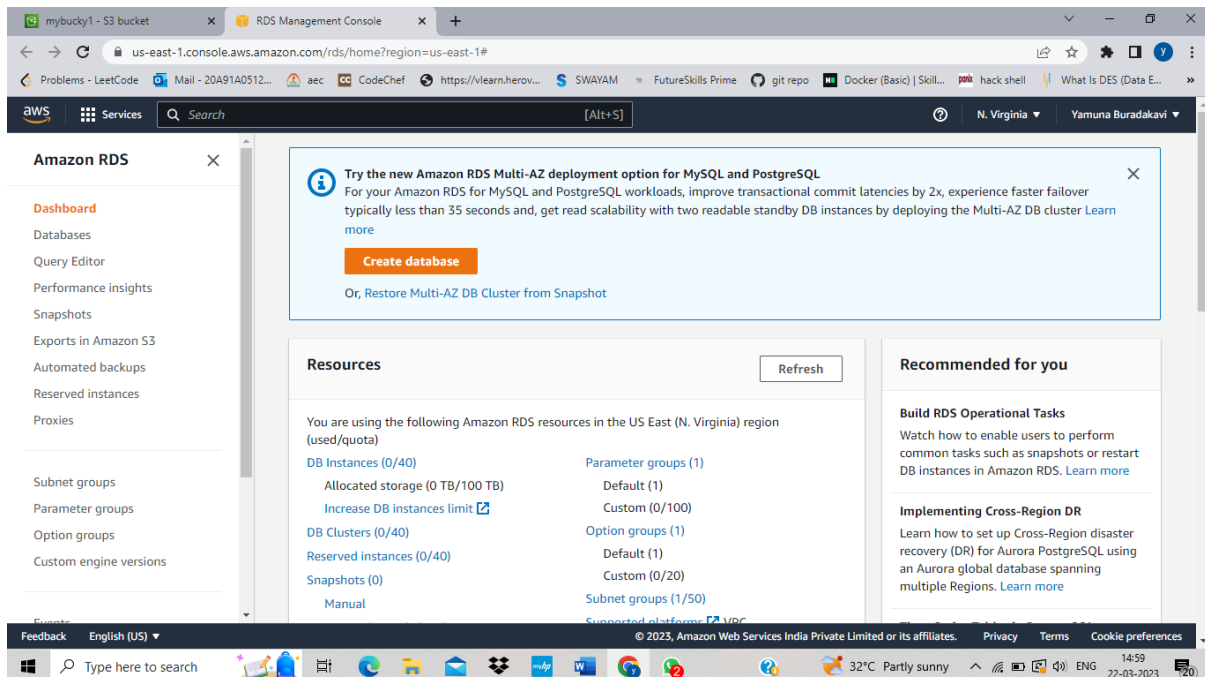 mybucky1 - S3 bucket
RDS Management Console
us-east-1.console.aws.amazon.com/rds/home?region=us-east-1#
Problems - LeetCode
Mail - 20A91A0512...
aec
CodeChef
https://vlearn.herov...
SWAYAM
FutureSkills Prime
git repo
Docker (Basic) | Skill...
hack shell
What Is DES (Data E...
aws
Services
Search
[Alt+S]
N. Virginia
Yamuna Buradakavi
Amazon RDS
Dashboard
Databases
Query Editor
Performance insights
Snapshots
Exports in Amazon S3
Automated backups
Reserved instances
Proxies
Subnet groups
Parameter groups
Option groups
Custom engine versions
Try the new Amazon RDS Multi-AZ deployment option for MySQL and PostgreSQL
For your Amazon RDS for MySQL and PostgreSQL workloads, improve transactional commit latencies by 2x, experience faster failover
typically less than 35 seconds and, get read scalability with two readable standby DB instances by deploying the Multi-AZ DB cluster Learn
more
Create database
Or, Restore Multi-AZ DB Cluster from Snapshot
Resources
Refresh
You are using the following Amazon RDS resources in the US East (N. Virginia) region
(used/quota)
DB Instances (0/40)
Allocated storage (0 TB/100 TB)
Increase DB instances limit
DB Clusters (0/40)
Reserved instances (0/40)
Snapshots (0)
Manual
Parameter groups (1)
Default (1)
Custom (0/100)
Option groups (1)
Default (1)
Custom (0/20)
Subnet groups (1/50)
Supported platforms VPC
Recommended for you
Build RDS Operational Tasks
Watch how to enable users to perform
common tasks such as snapshots or restart
DB instances in Amazon RDS. Learn more
Implementing Cross-Region DR
Learn how to set up Cross-Region disaster
recovery (DR) for Aurora PostgreSQL using
an Aurora global database spanning
multiple Regions. Learn more
Feedback
English (US)
© 2023, Amazon Web Services India Private Limited or its affiliates.
Privacy
Terms
Cookie preferences
Type here to search
32°C Partly sunny
ENG
14:59
22-03-2023